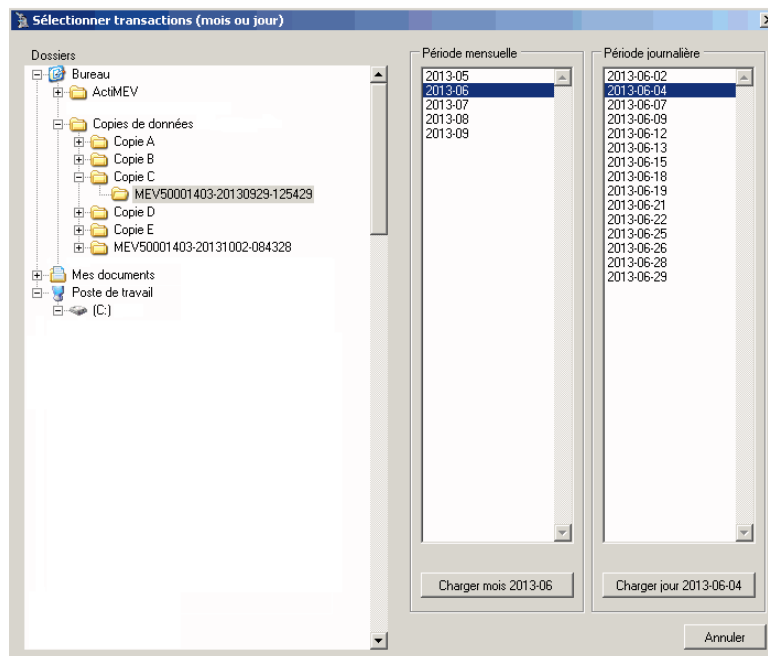 Sélectionner transactions (mois ou jour)
Dossiers
Bureau
ActiMEV
Copies de données
Copie A
Copie B
Copie C
MEV50001403-20130929-125429
Copie D
Copie E
MEV50001403-20131002-084328
Mes documents
Poste de travail
(C:)
Période mensuelle
2013-05
2013-06
2013-07
2013-08
2013-09
Charger mois 2013-06
Période journalière
2013-06-02
2013-06-04
2013-06-07
2013-06-09
2013-06-12
2013-06-13
2013-06-15
2013-06-18
2013-06-19
2013-06-21
2013-06-22
2013-06-25
2013-06-26
2013-06-28
2013-06-29
Charger jour 2013-06-04
Annuler